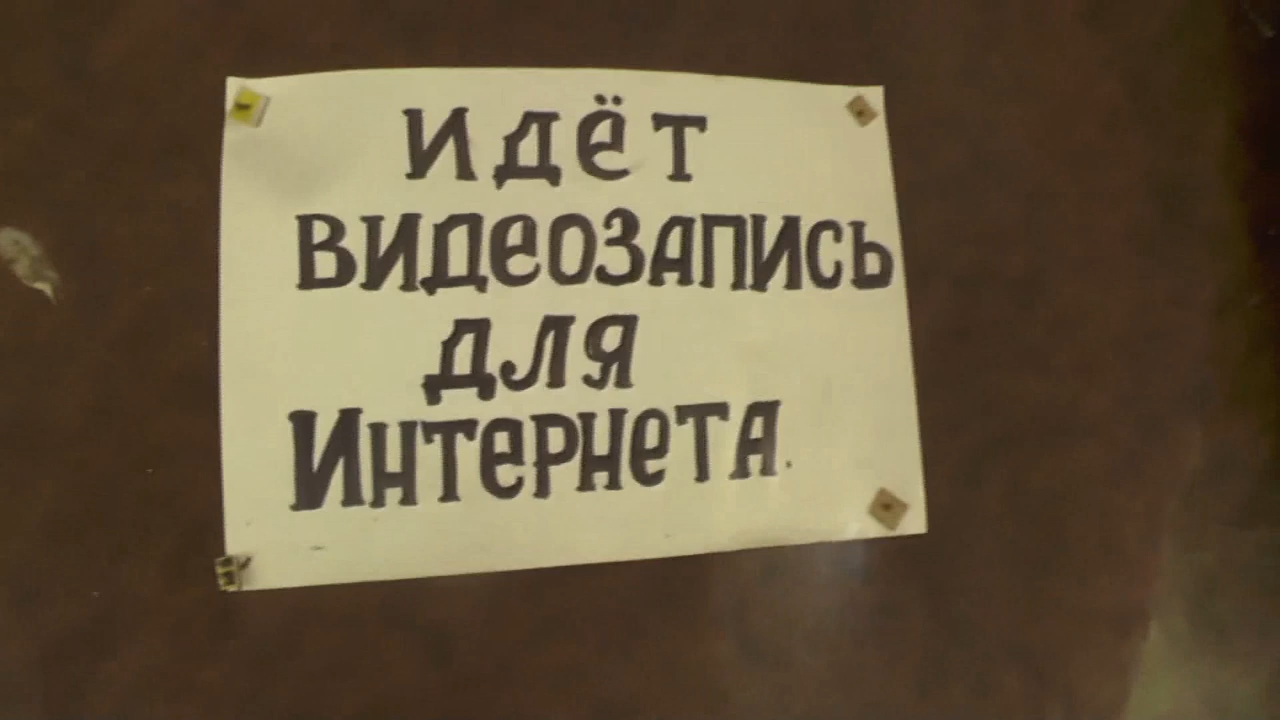 идёт
видеозапись
для
Интернета.